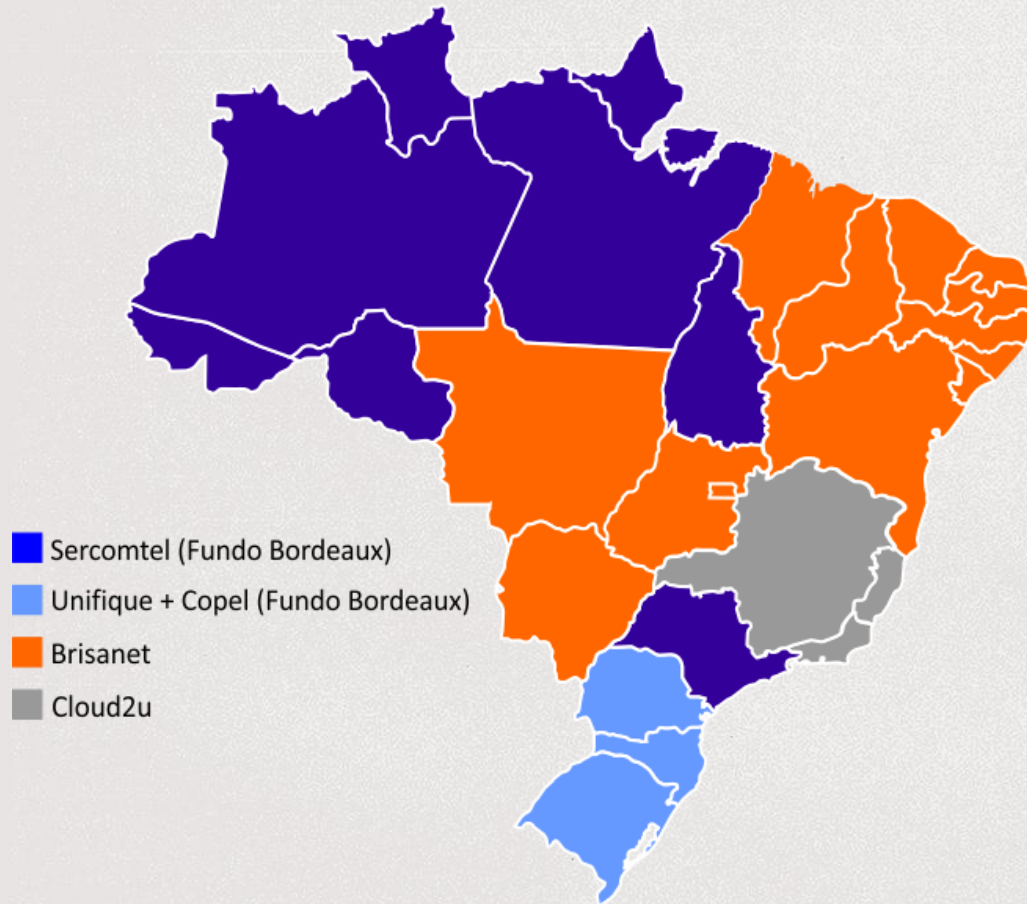 Sercomtel (Fundo Bordeaux)
Unifique + Copel (Fundo Bordeaux)
Brisanet
Cloud2u